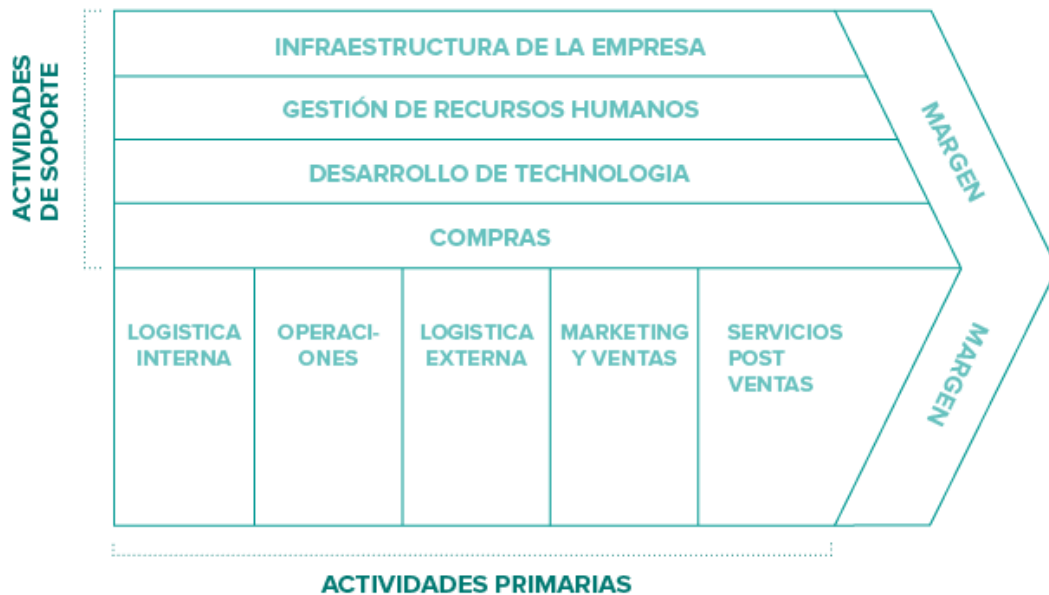 ACTIVIDADES
DE SOPORTE
INFRAESTRUCTURA DE LA EMPRESA
GESTIÓN DE RECURSOS HUMANOS
DESARROLLO DE TECHNOLOGIA
COMPRAS
MARGEN
LOGISTICA
INTERNA
OPERACI-
ONES
LOGISTICA
EXTERNA
MARKETING
Y VENTAS
SERVICIOS
POST
VENTAS
MARGEN
ACTIVIDADES PRIMARIAS